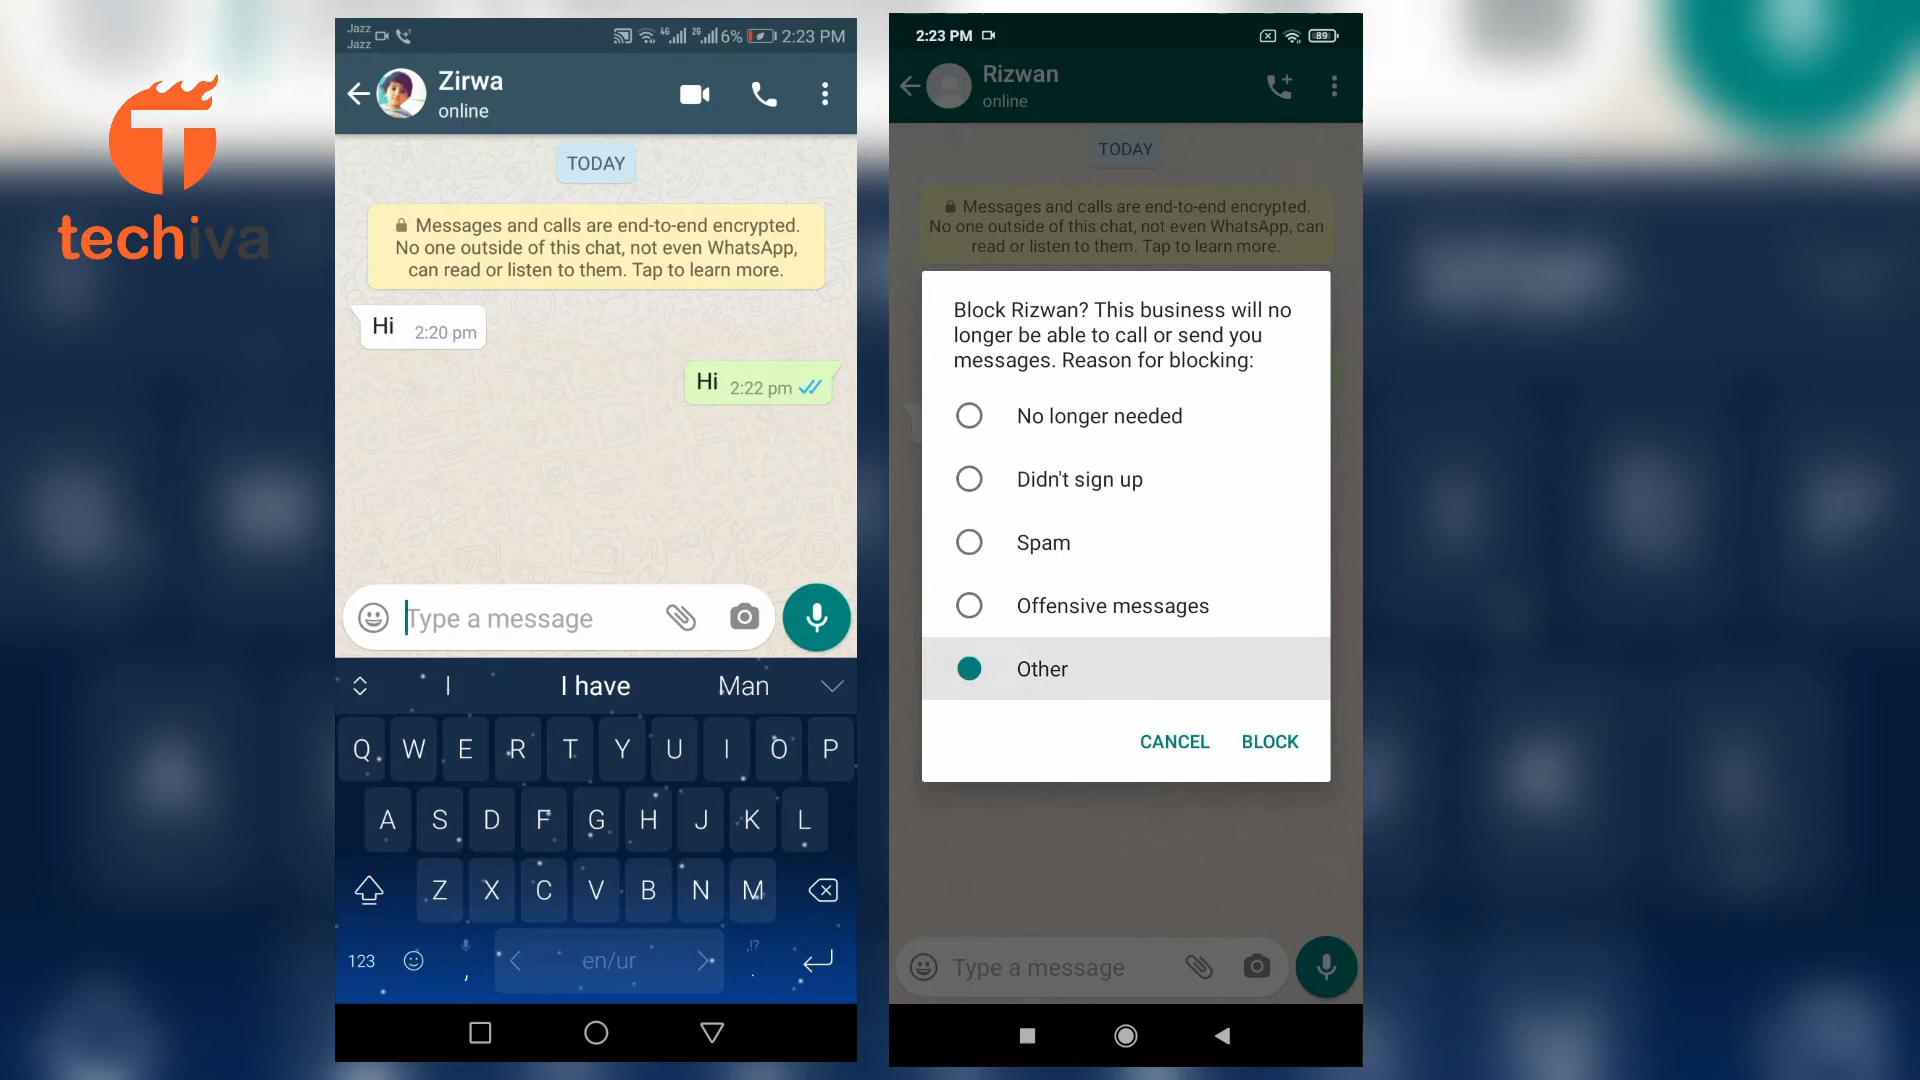 techiva
Jazz
Jazz
4G
2G
6%
2:23 PM
Zirwa
online
TODAY
Messages and calls are end-to-end encrypted.
No one outside of this chat, not even WhatsApp,
can read or listen to them. Tap to learn more.
Hi 2:20 pm
Hi 2:22 pm
Type a message
I
I have
Man
Q W E R T Y U I O P
A S D F G H J K L
Z X C V B N M
123
,
en/ur
.
!?
2:23 PM
89
Rizwan
online
TODAY
Messages and calls are end-to-end encrypted.
No one outside of this chat, not even WhatsApp, can
read or listen to them. Tap to learn more.
Block Rizwan? This business will no
longer be able to call or send you
messages. Reason for blocking:
No longer needed
Didn't sign up
Spam
Offensive messages
Other
CANCEL BLOCK
Type a message